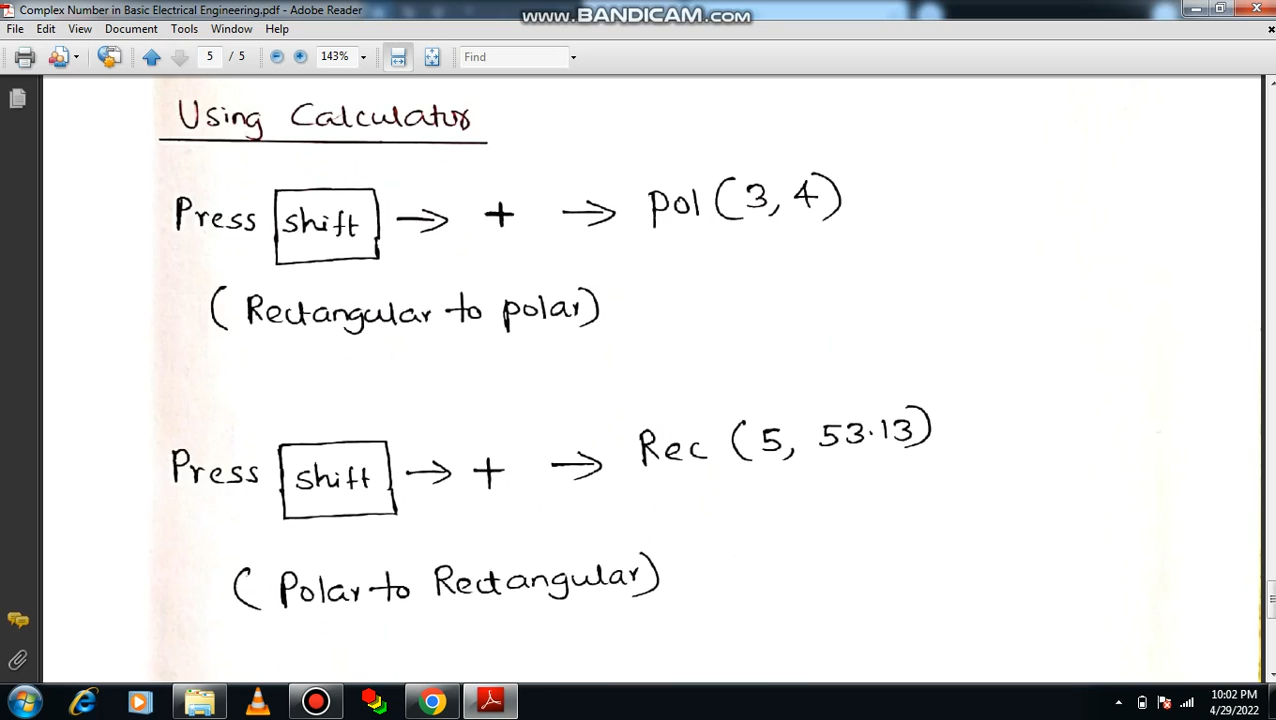 Complex Number in Basic Electrical Engineering.pdf - Adobe Reader
www.BANDICAM.com
File Edit View Document Tools Window Help
5 / 5 143% Find
Using Calculator
Press shift → + → pol (3, 4)
(Rectangular to polar)
Press shift → + → Rec (5, 53.13)
(Polar to Rectangular)
10:02 PM
4/29/2022